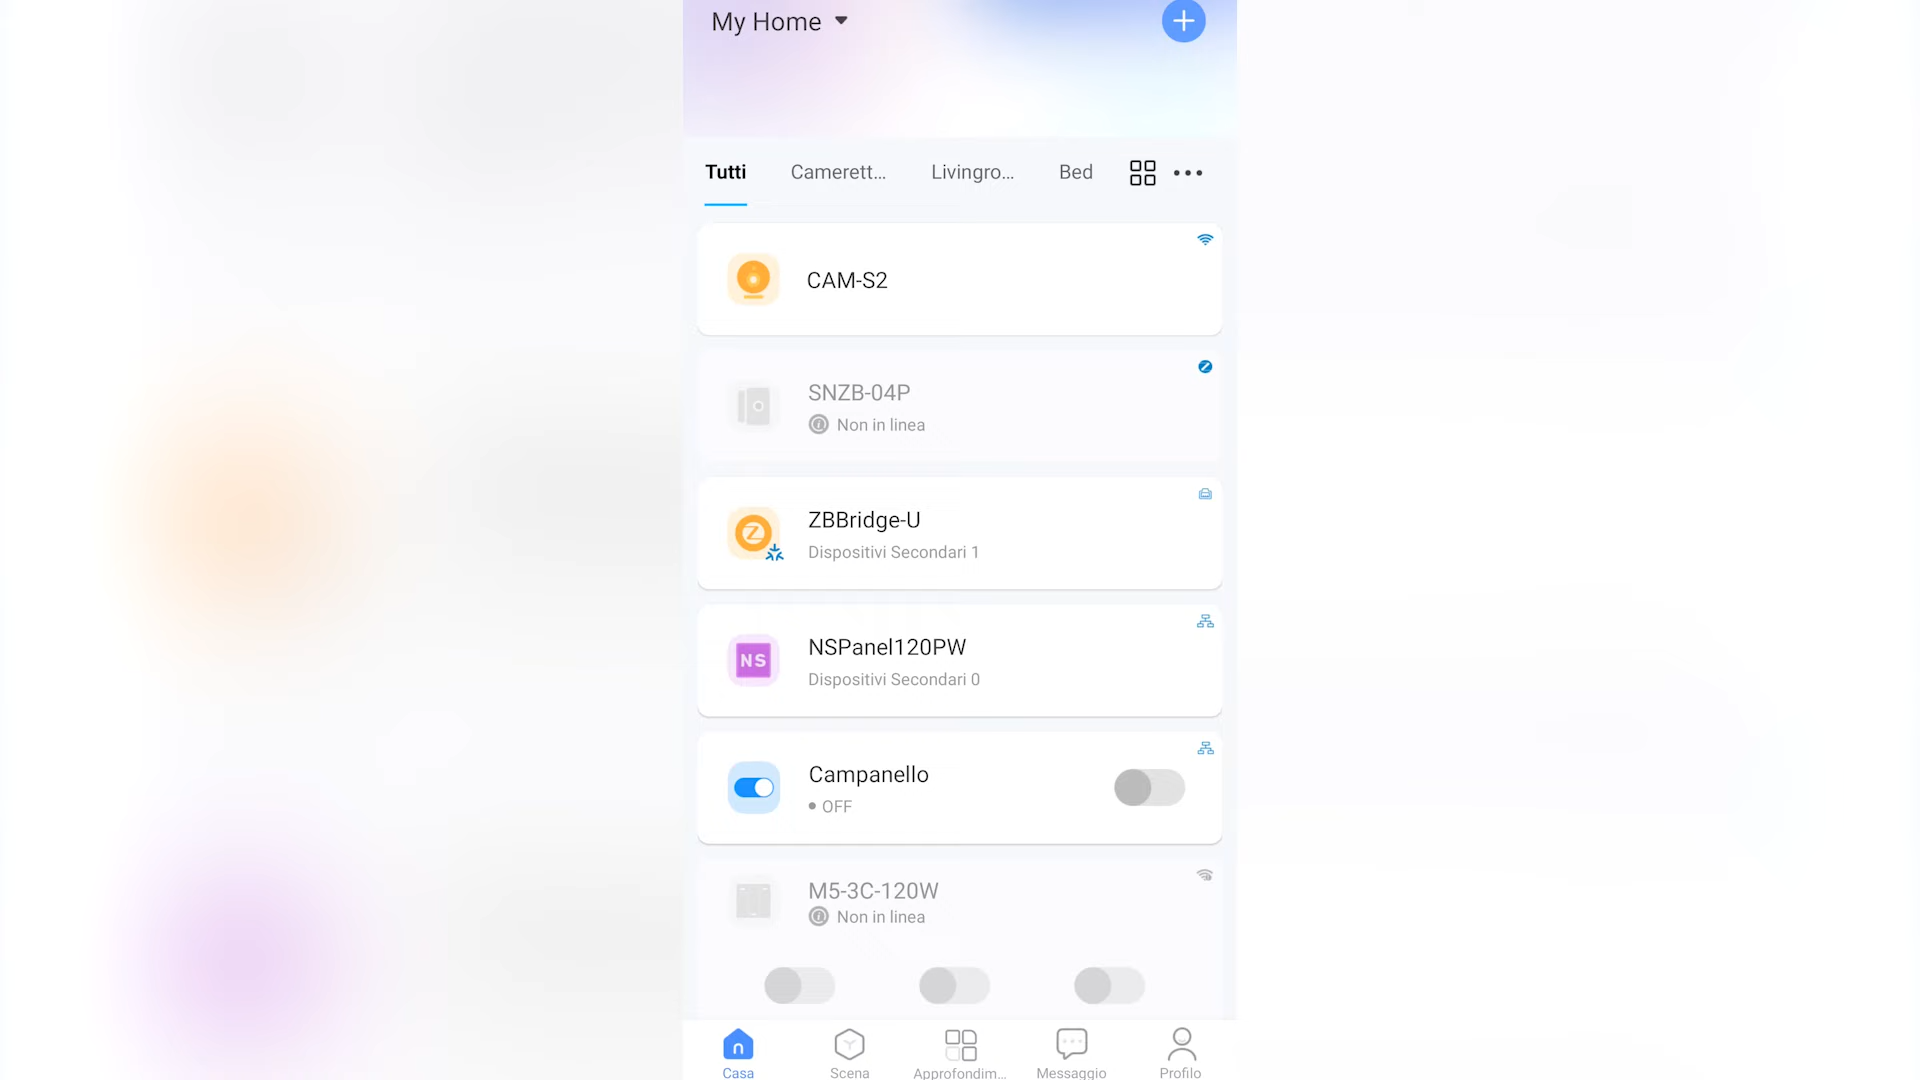 My Home
Tutti Camerett... Livingro... Bed
CAM-S2
SNZB-04P
Non in linea
ZBBridge-U
Dispositivi Secondari 1
NS
NSPanel120PW
Dispositivi Secondari 0
Campanello
OFF
M5-3C-120W
Non in linea
Casa Scena Approfondim... Messaggio Profilo